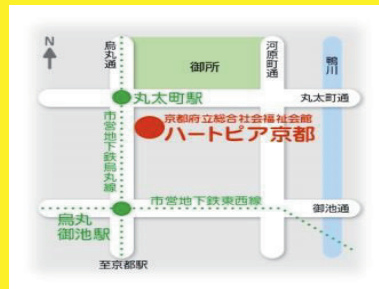 N
烏丸通
御所
河原町通
鴨川
丸太町駅
丸太町通
京都府立総合社会福祉会館
ハートピア京都
市営地下鉄烏丸線
市営地下鉄東西線
烏丸
御池駅
御池通
至京都駅